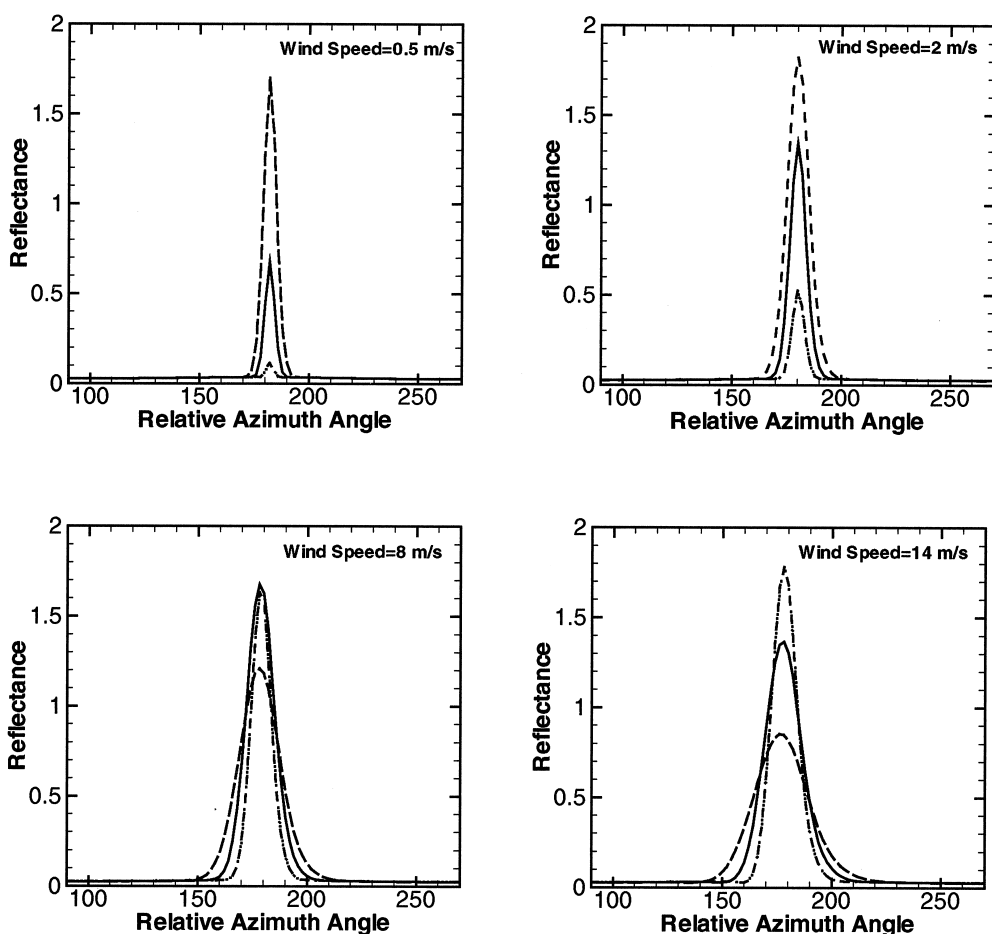 2
Wind Speed=0.5 m/s
1.5
1
0.5
0
Reflectance
100 150 200 250
Relative Azimuth Angle
2
Wind Speed=2 m/s
1.5
1
0.5
0
Reflectance
100 150 200 250
Relative Azimuth Angle
2
Wind Speed=8 m/s
1.5
1
0.5
0
Reflectance
100 150 200 250
Relative Azimuth Angle
2
Wind Speed=14 m/s
1.5
1
0.5
0
Reflectance
100 150 200 250
Relative Azimuth Angle